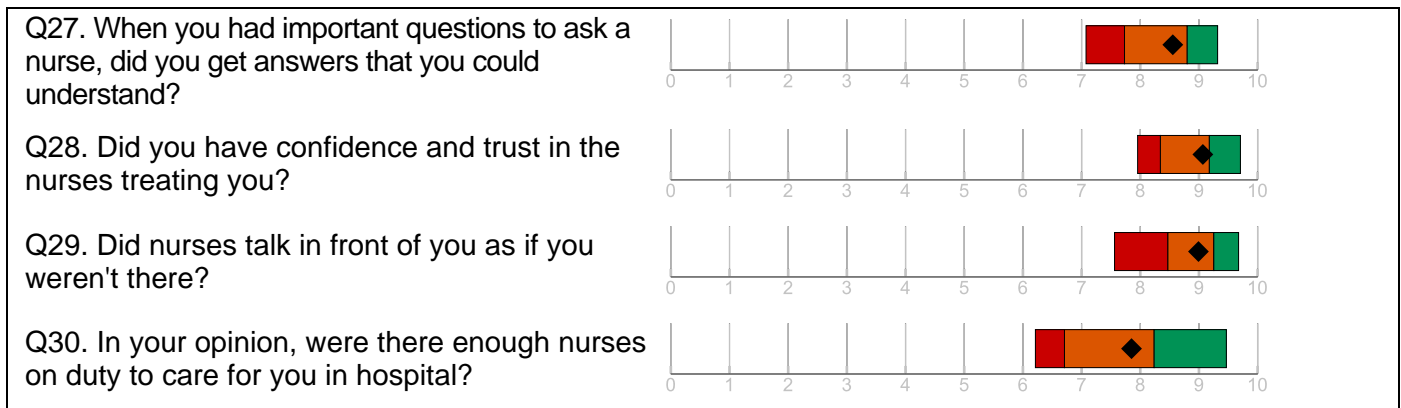 Q27. When you had important questions to ask a
nurse, did you get answers that you could
understand?
0 1 2 3 4 5 6 7 8 9 10
Q28. Did you have confidence and trust in the
nurses treating you?
0 1 2 3 4 5 6 7 8 9 10
Q29. Did nurses talk in front of you as if you
weren't there?
0 1 2 3 4 5 6 7 8 9 10
Q30. In your opinion, were there enough nurses
on duty to care for you in hospital?
0 1 2 3 4 5 6 7 8 9 10